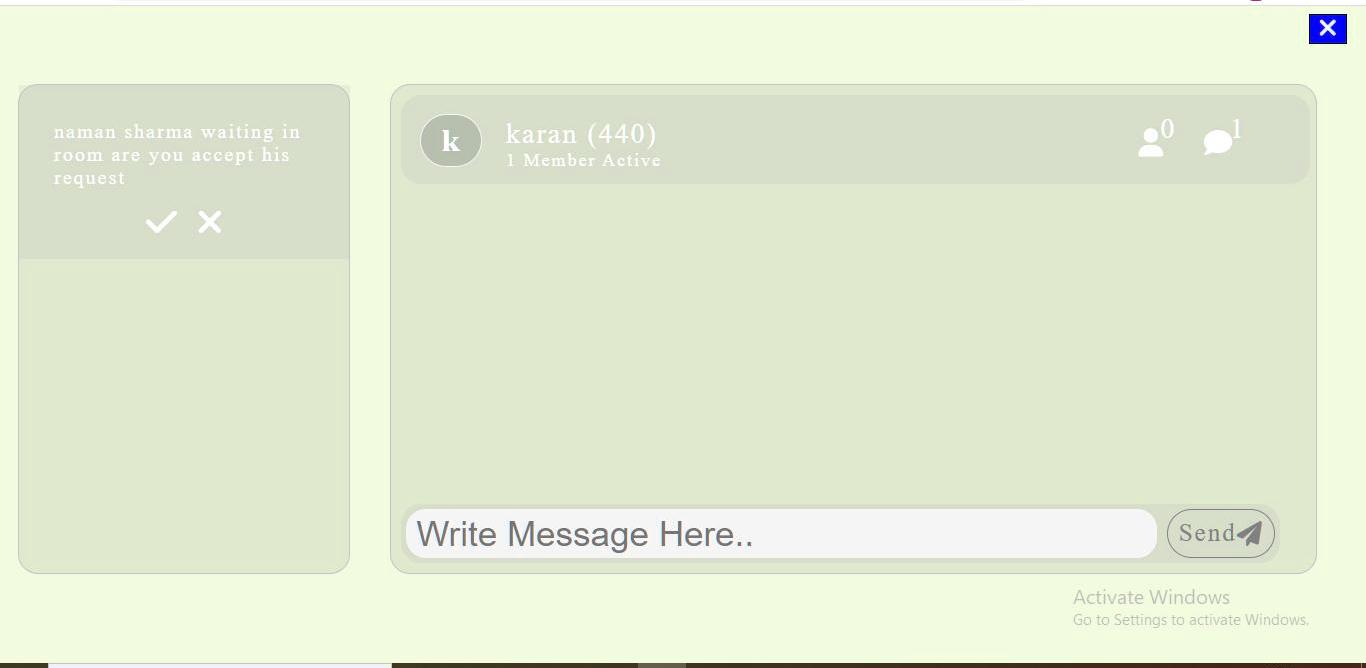 naman sharma waiting in
room are you accept his
request
k
karan (440)
1 Member Active
0
1
Write Message Here..
Send
Activate Windows
Go to Settings to activate Windows.